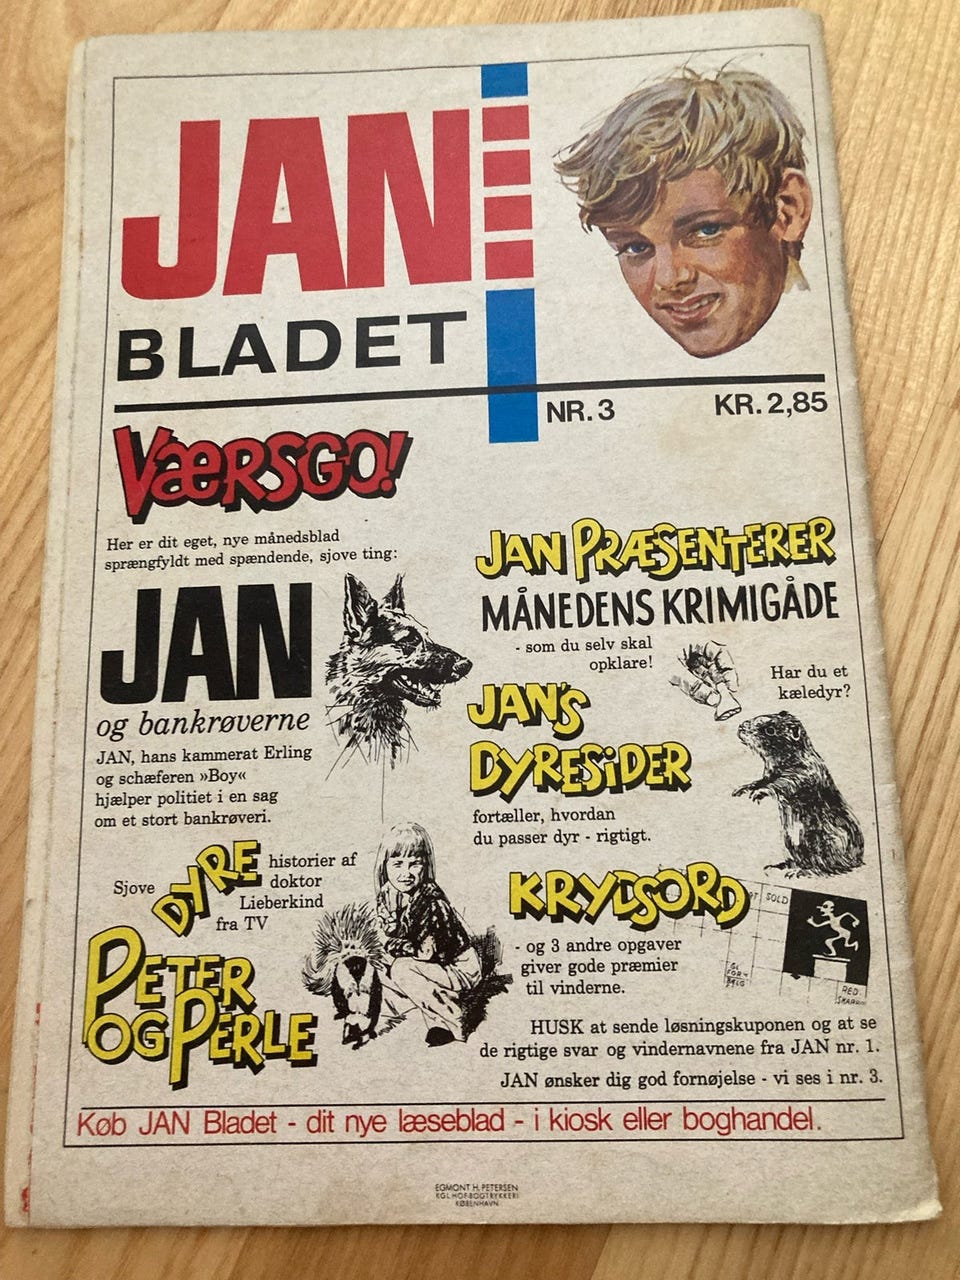 JAN
BLADET
NR. 3
KR. 2,85
VÆRSGO!
Her er dit eget, nye månedsblad
sprængfyldt med spændende, sjove ting:
JAN
og bankrøverne
JAN, hans kammerat Erling
og schæferen »Boy«
hjælper politiet i en sag
om et stort bankrøveri.
Sjove DYRE historier af
doktor
Lieberkind
fra TV
PETER
OG PERLE
JAN PRÆSENTERER
MÅNEDENS KRIMIGÅDE
- som du selv skal
opklare!
Har du et
kæledyr?
JAN'S
DYRESIDER
fortæller, hvordan
du passer dyr - rigtigt.
KRYDSORD
- og 3 andre opgaver
giver gode præmier
til vinderne.
SOLD
RED-
HUSK at sende løsningskuponen og at se
de rigtige svar og vindernavnene fra JAN nr. 1.
JAN ønsker dig god fornøjelse - vi ses i nr. 3.
Køb JAN Bladet - dit nye læseblad - i kiosk eller boghandel.
EGMONT H. PETERSEN
KGL. HOF-BOGTRYKKERI
KØBENHAVN